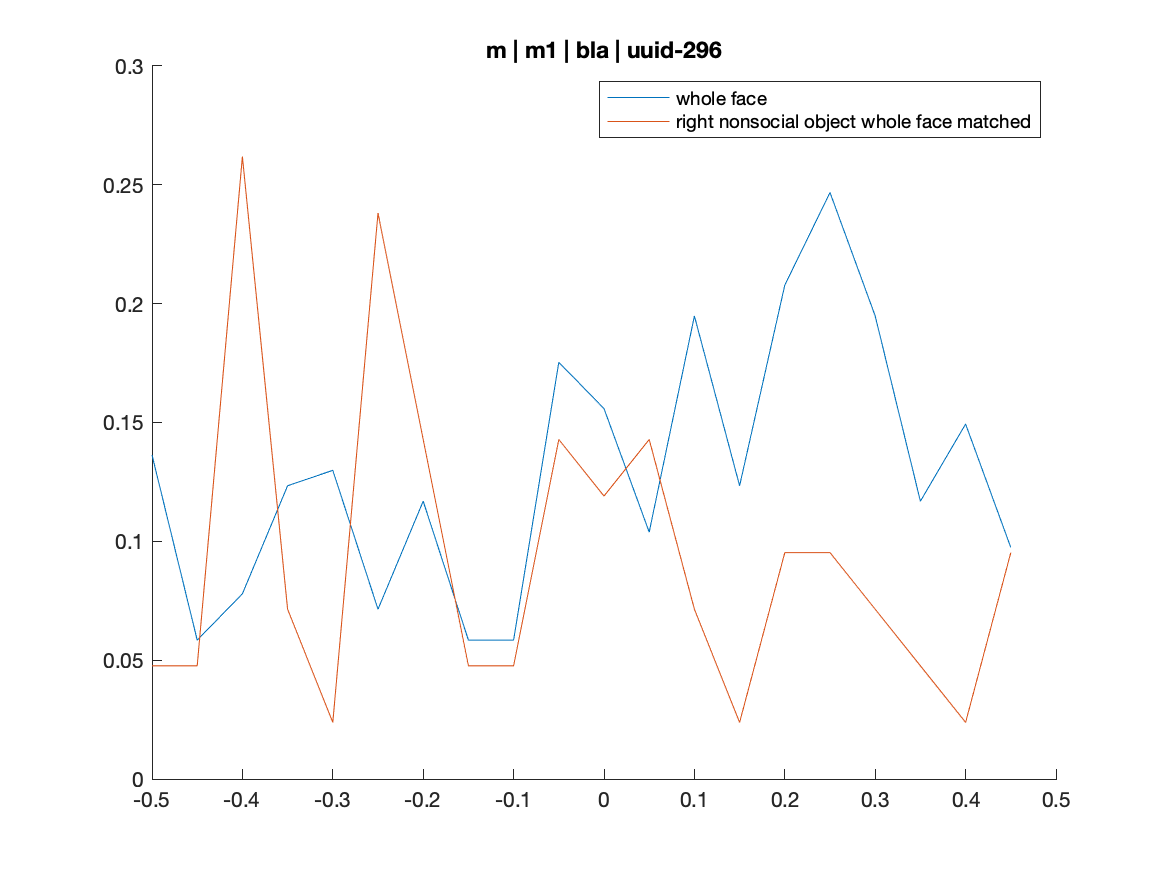 m | m1 | bla | uuid-296
whole face
right nonsocial object whole face matched
0.3
0.25
0.2
0.15
0.1
0.05
0
-0.5 -0.4 -0.3 -0.2 -0.1 0 0.1 0.2 0.3 0.4 0.5